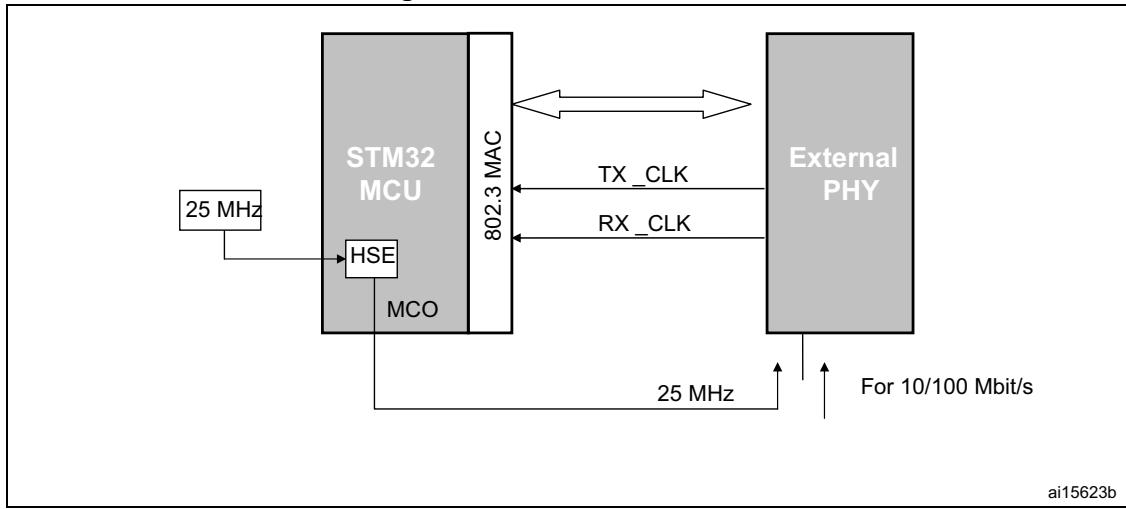 STM32
MCU
802.3 MAC
External
PHY
TX _CLK
RX _CLK
25 MHz
HSE
MCO
25 MHz
For 10/100 Mbit/s
ai15623b